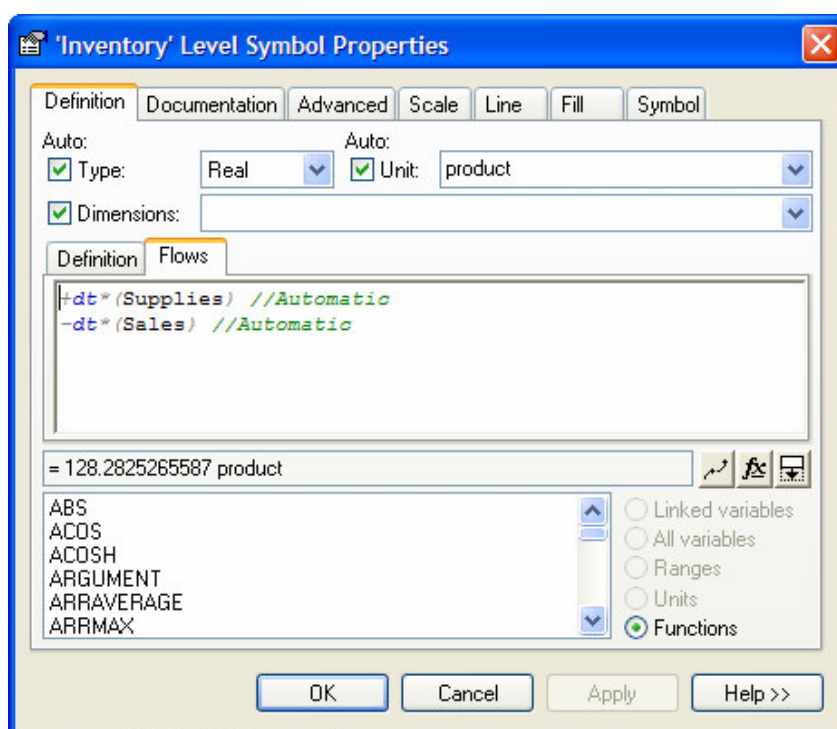 'Inventory' Level Symbol Properties
Definition Documentation Advanced Scale Line Fill Symbol
Auto: Auto:
Type: Real Unit: product
Dimensions:
Definition Flows
+dt*(Supplies) //Automatic
-dt*(Sales) //Automatic
= 128.2825265587 product fx
ABS
ACOS
ACOSH
ARGUMENT
ARRAVERAGE
ARRMAX
Linked variables
All variables
Ranges
Units
Functions
OK Cancel Apply Help >>